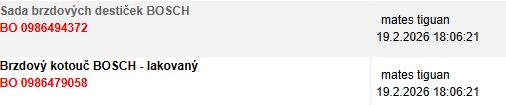 Sada brzdových destiček BOSCH
BO 0986494372
mates tiguan
19.2.2026 18:06:21
Brzdový kotouč BOSCH - lakovaný
BO 0986479058
mates tiguan
19.2.2026 18:06:21